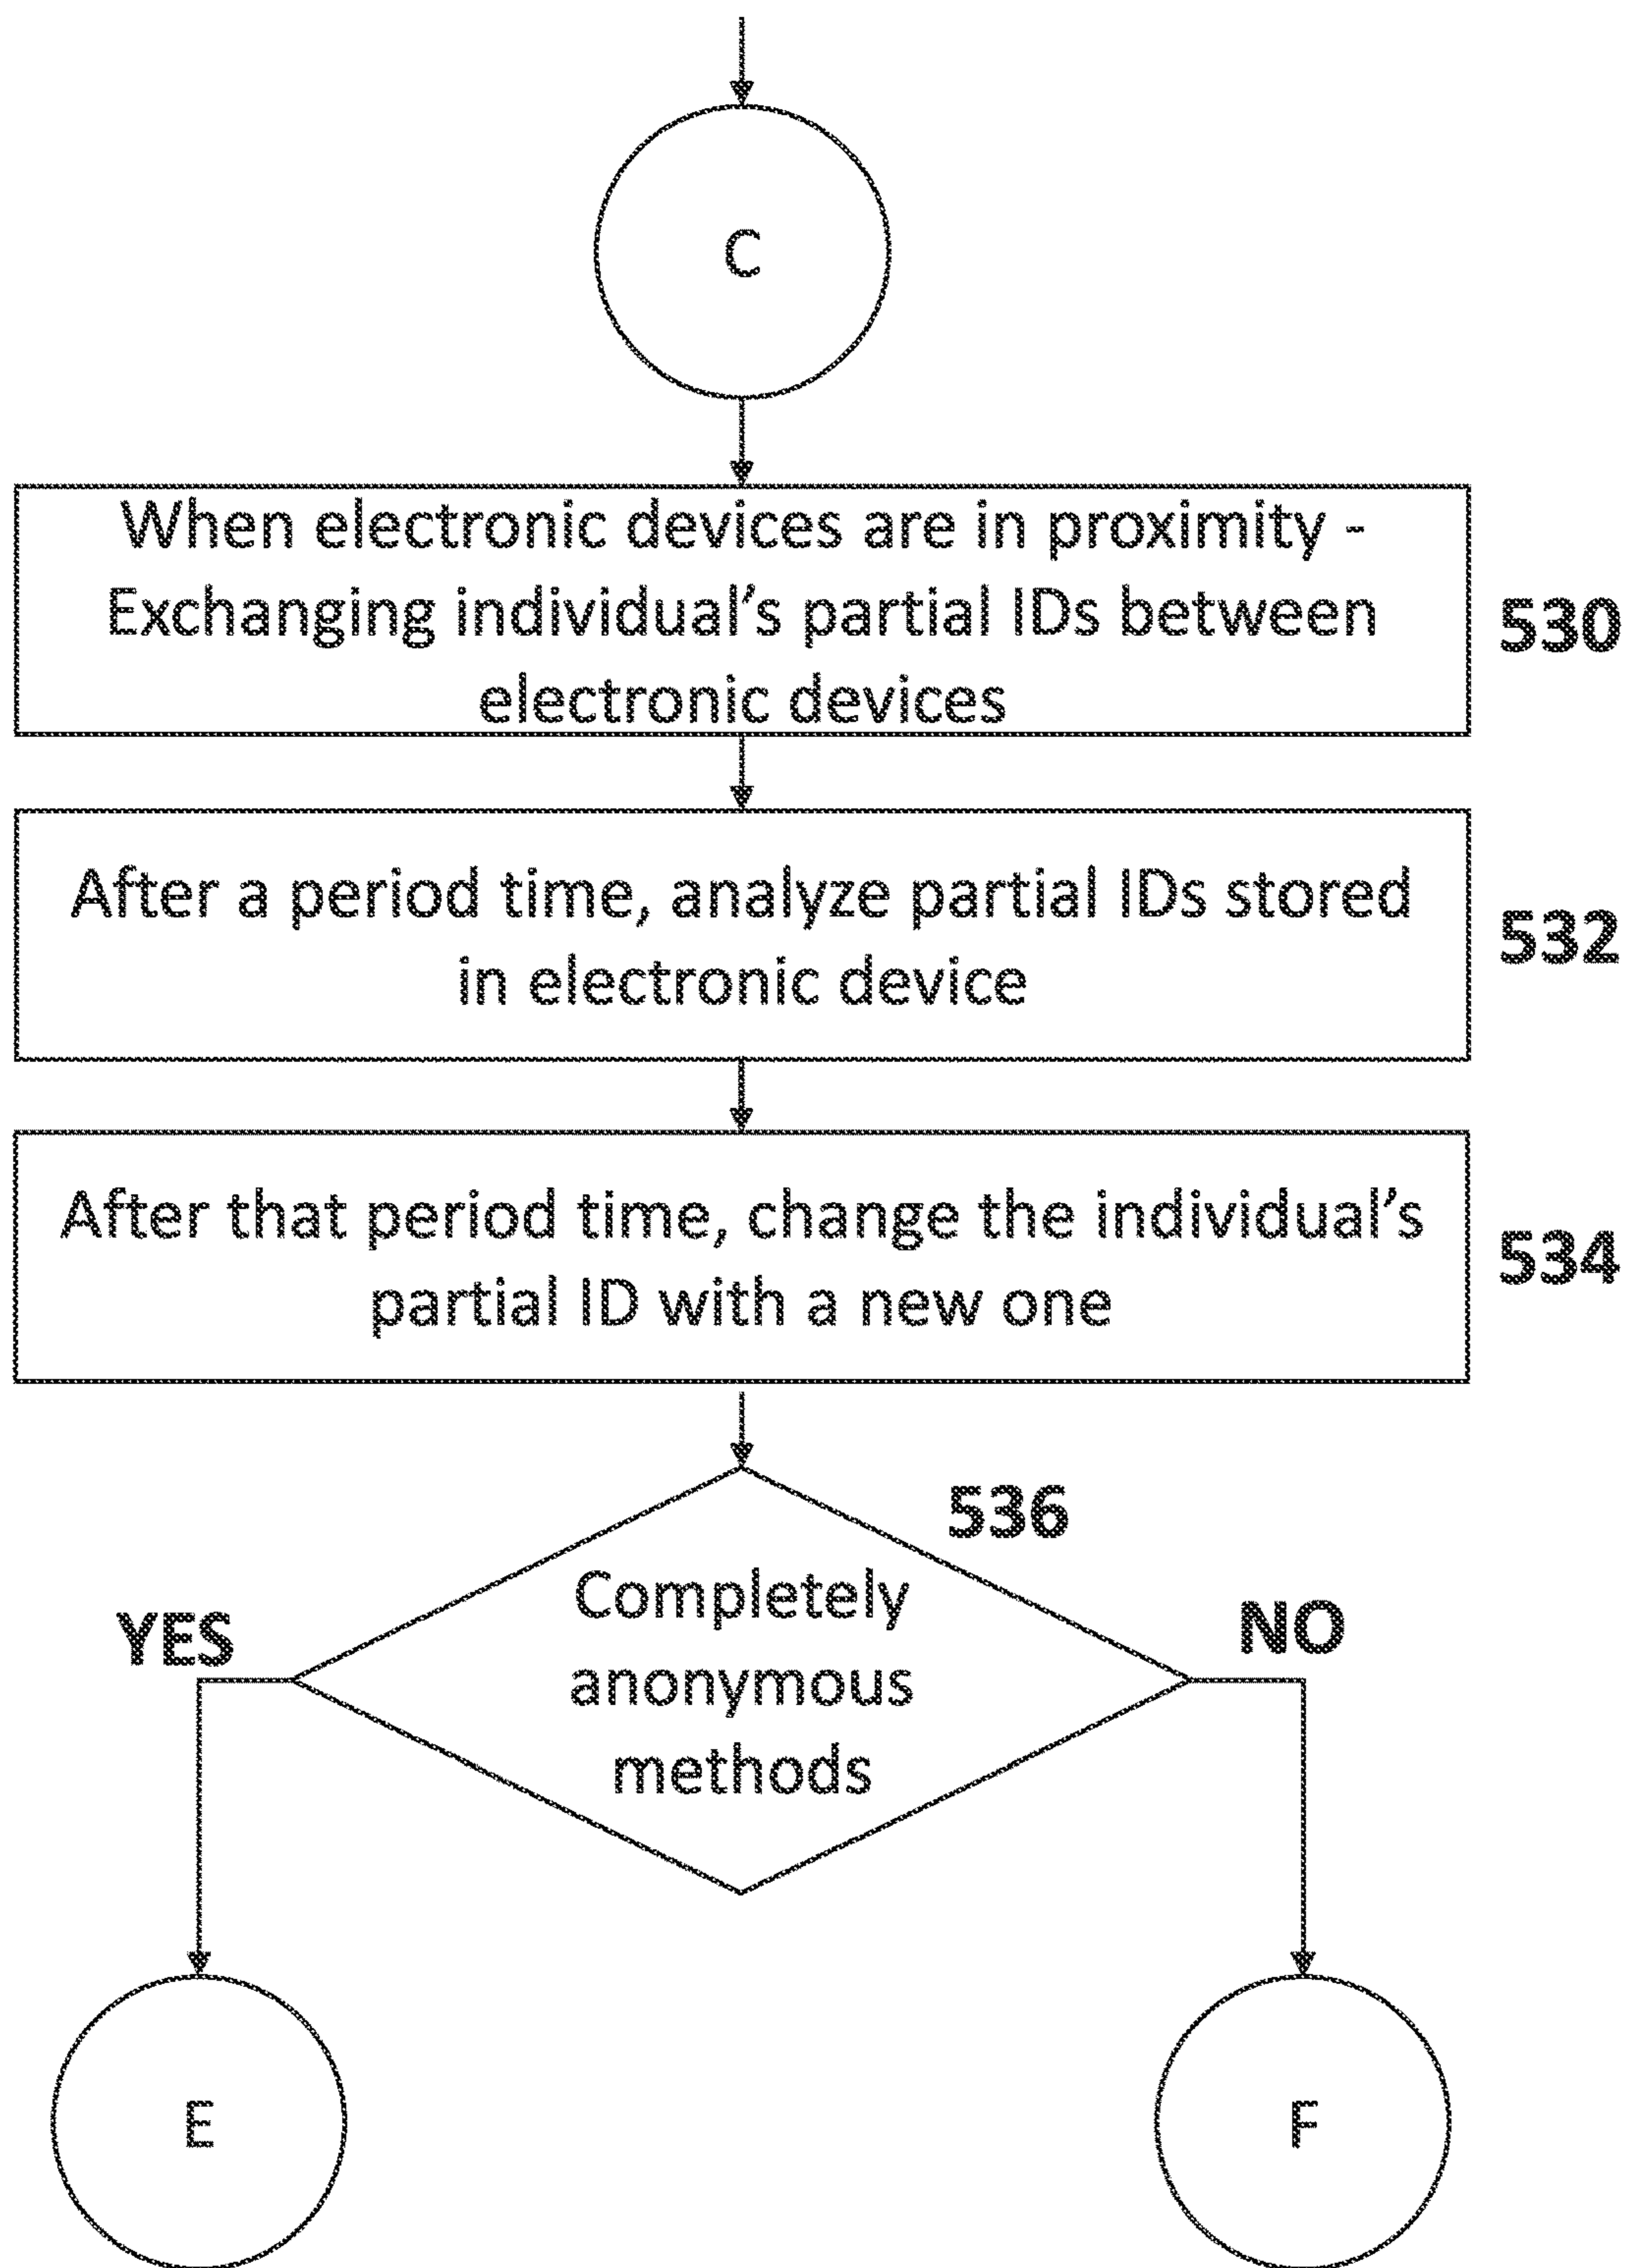 C
When electronic devices are in proximity -
Exchanging individual’s partial IDs between
electronic devices
530
After a period time, analyze partial IDs stored
in electronic device
532
After that period time, change the individual’s
partial ID with a new one
534
536
Completely
anonymous
methods
YES
NO
E
F